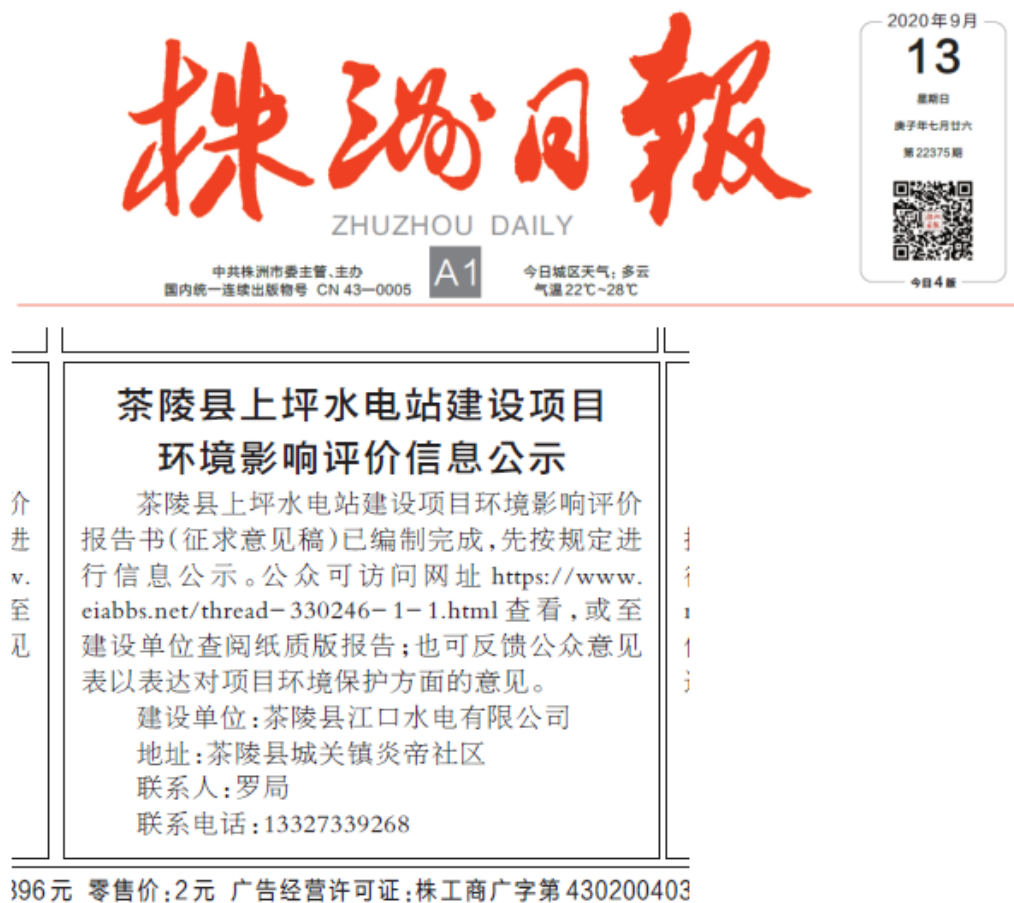 株洲日報
ZHUZHOU DAILY
中共株洲市委主管、主办
国内统一连续出版物号 CN 43—0005
A1
今日城区天气：多云
气温22℃~28℃
2020年9月
13
星期日
庚子年七月廿六
第22375期
今日4版
茶陵县上坪水电站建设项目
环境影响评价信息公示
茶陵县上坪水电站建设项目环境影响评价
报告书(征求意见稿)已编制完成,先按规定进
行信息公示。公众可访问网址 https://www.
eiabbs.net/thread-330246-1-1.html 查看,或至
建设单位查阅纸质版报告;也可反馈公众意见
表以表达对项目环境保护方面的意见。
建设单位:茶陵县江口水电有限公司
地址:茶陵县城关镇炎帝社区
联系人:罗局
联系电话:13327339268
价
进
w.
至
见
396元 零售价:2元 广告经营许可证:株工商广字第430200403